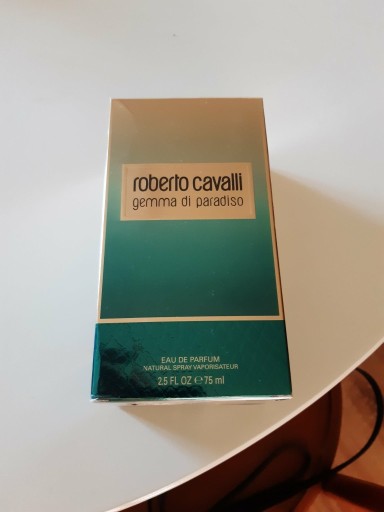 roberto cavalli
gemma di paradiso
EAU DE PARFUM
NATURAL SPRAY VAPORISATEUR
2.5 FL OZ ℮ 75 ml